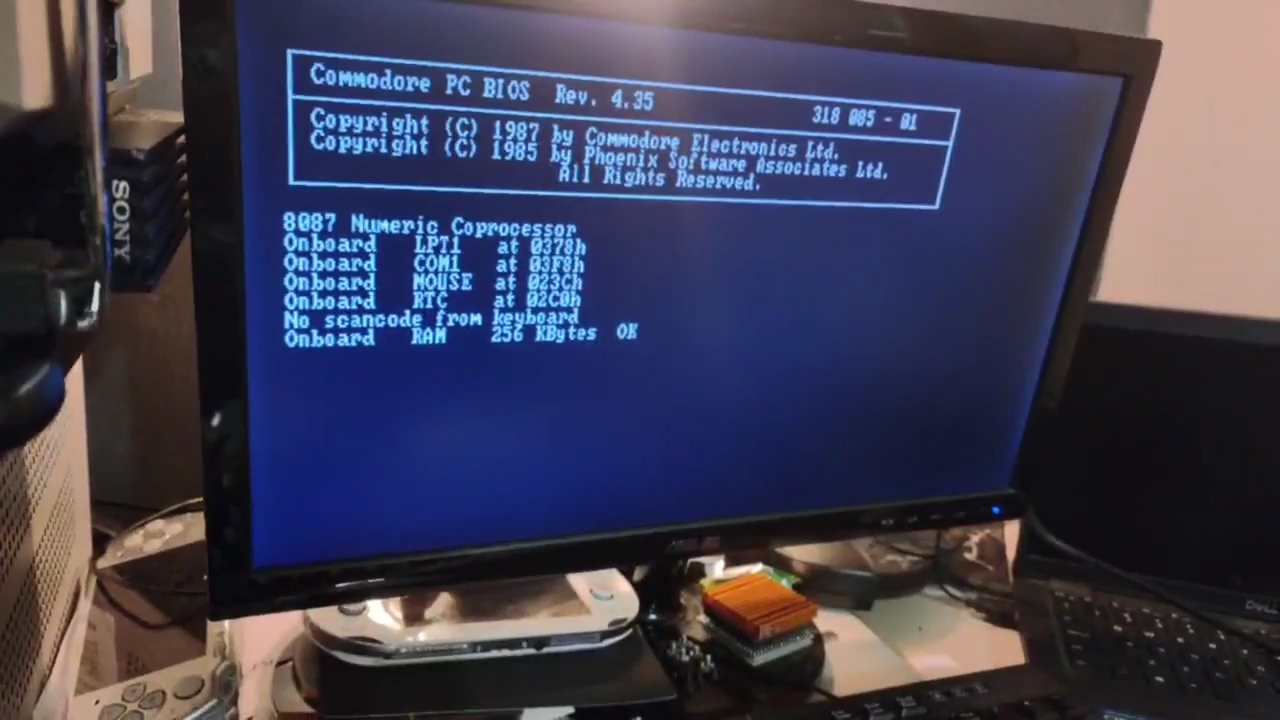 Commodore PC BIOS Rev. 4.35 318 085 - 01
Copyright (C) 1987 by Commodore Electronics Ltd.
Copyright (C) 1985 by Phoenix Software Associates Ltd.
All Rights Reserved.
8087 Numeric Coprocessor
Onboard LPT1 at 0378h
Onboard COM1 at 03F8h
Onboard MOUSE at 023Ch
Onboard RTC at 02C0h
No scancode from keyboard
Onboard RAM 256 KBytes OK
SONY
DELL